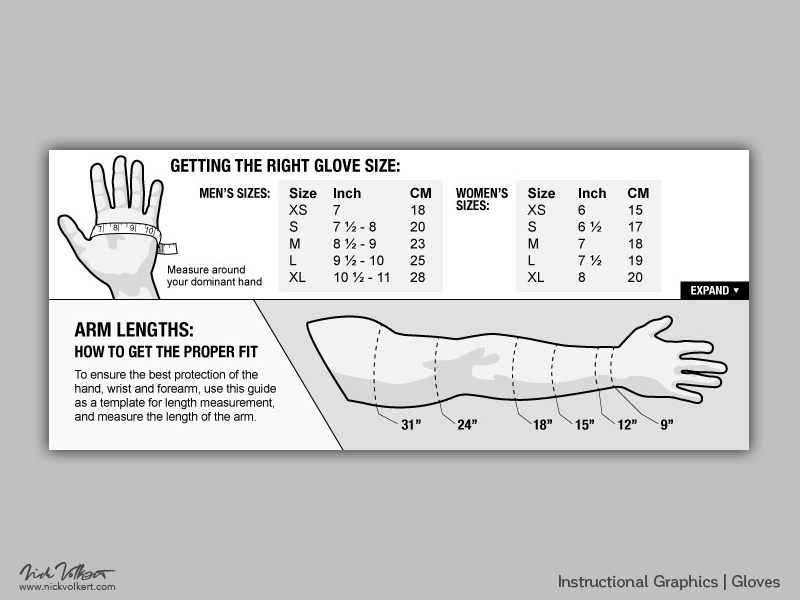 GETTING THE RIGHT GLOVE SIZE:
MEN'S SIZES:
Size Inch CM
XS 7 18
S 7 ½ - 8 20
M 8 ½ - 9 23
L 9 ½ - 10 25
XL 10 ½ - 11 28
WOMEN'S
SIZES:
Size Inch CM
XS 6 15
S 6 ½ 17
M 7 18
L 7 ½ 19
XL 8 20
7 8 9 10
Measure around
your dominant hand
EXPAND ▼
ARM LENGTHS:
HOW TO GET THE PROPER FIT
To ensure the best protection of the
hand, wrist and forearm, use this guide
as a template for length measurement,
and measure the length of the arm.
31” 24” 18” 15” 12” 9”
Nick Volkert
www.nickvolkert.com
Instructional Graphics | Gloves